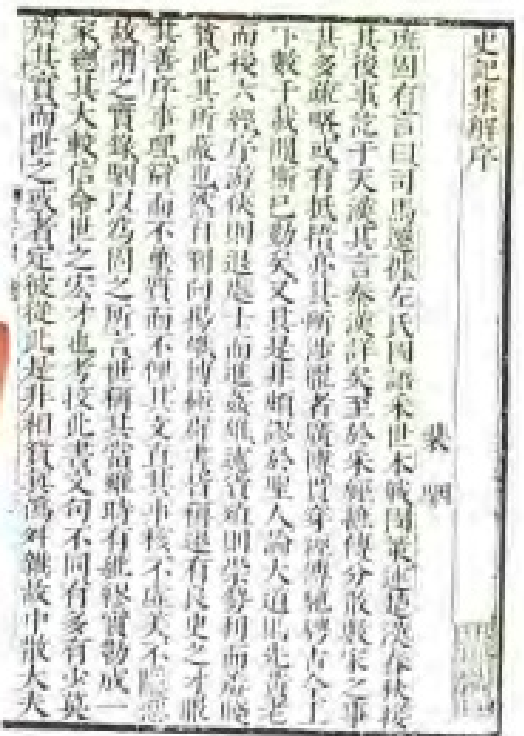 史記集解序
裴駰
班固有言曰司馬遷據左氏國語采世本戰國策述楚漢春秋接
其後事訖于天漢其言秦漢詳矣至於采經摭傳分散數家之事
甚多疏略或有抵捂亦其所涉獵者廣博貫穿經傳馳騁古今上
下數千載間斯已勤矣又其是非頗謬於聖人論大道則先黃老
而後六經序游俠則退處士而進姦雄述貨殖則崇勢利而羞賤
貧此其所蔽也然自劉向揚雄博極羣書皆稱遷有良史之才服
其善序事理辯而不華質而不俚其文直其事核不虛美不隱惡
故謂之實錄駰以為固之所言世稱其當雖時有紕繆實勒成一
家總其大較信命世之宏才也考挍此書文句不同有多有少莫
辯其實而世之或者定彼從此是非相貿真偽舛雜故中散大夫